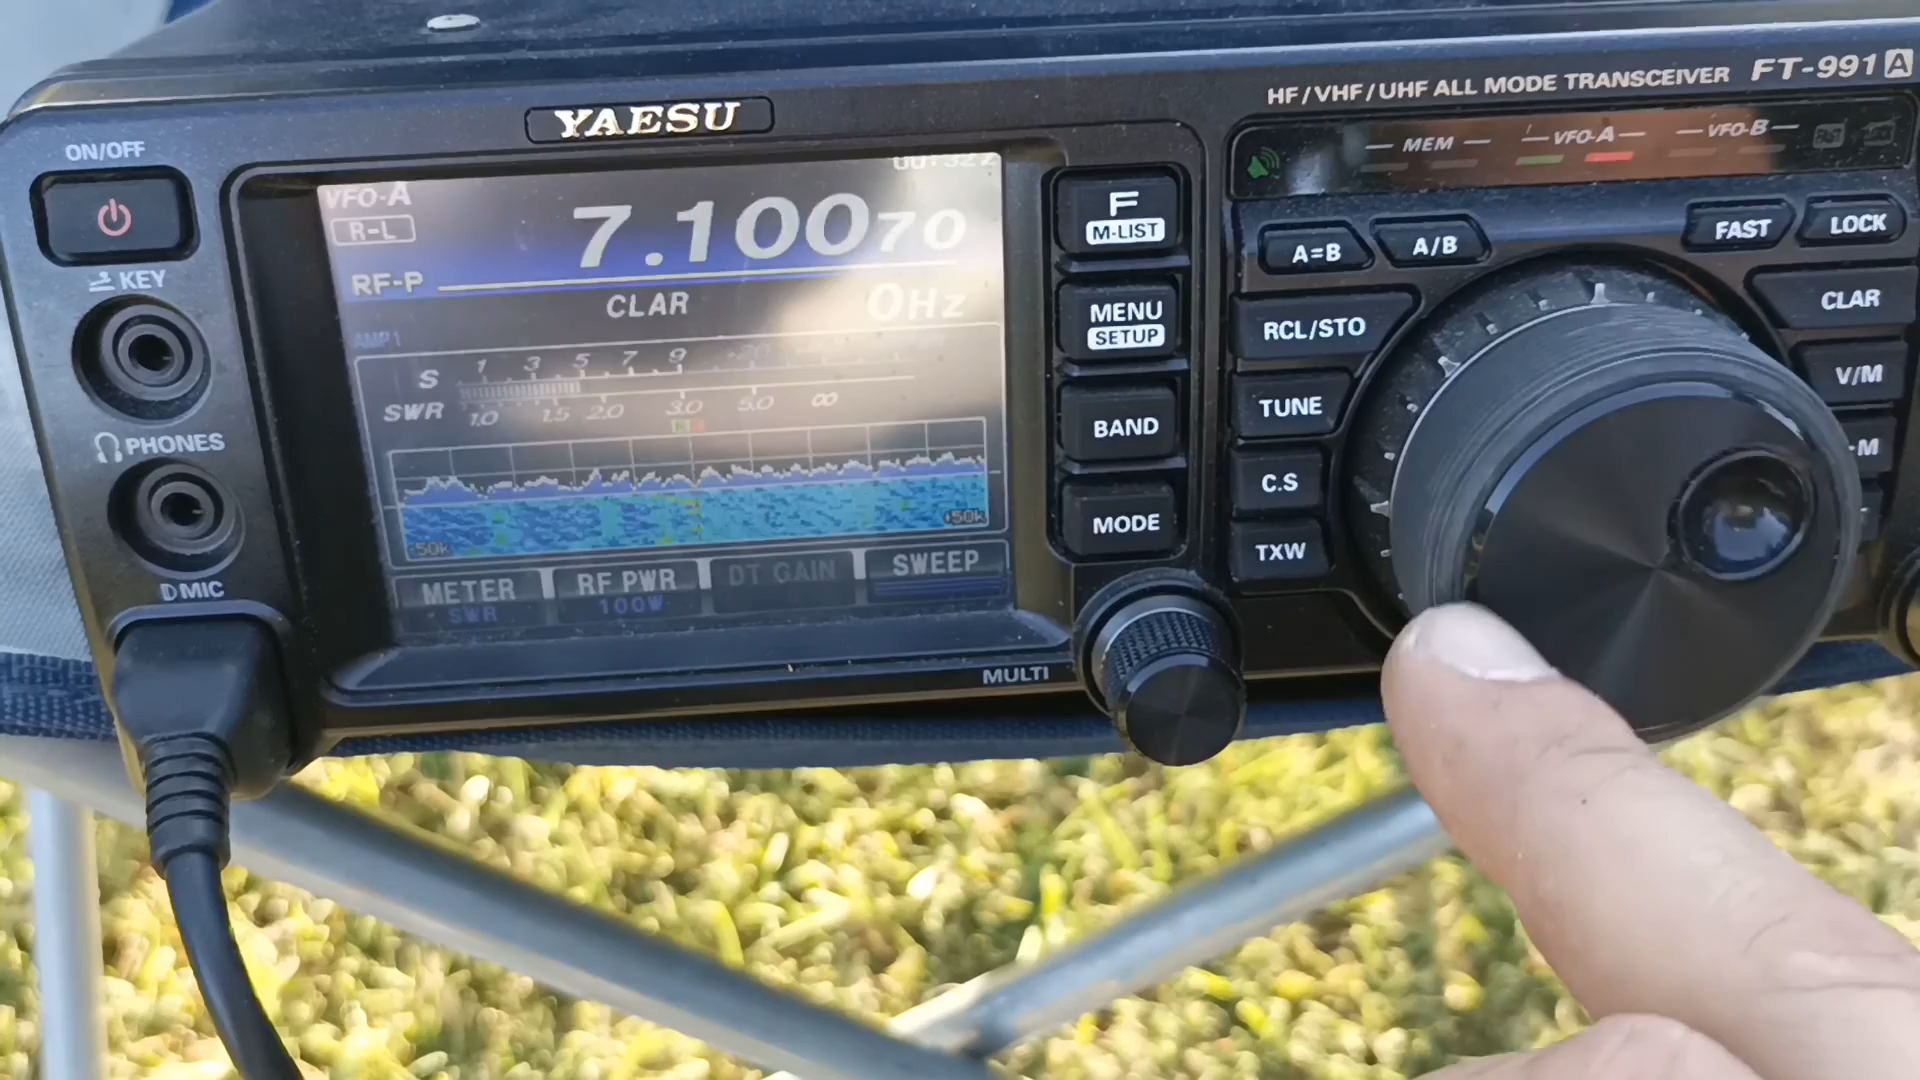 HF/VHF/UHF ALL MODE TRANSCEIVER FT-991A
YAESU
ON/OFF
MEM VFO-A VFO-B
VFO-A
R-L
7.10070
F
M-LIST
A=B A/B FAST LOCK
KEY
RF-P
CLAR 0Hz
MENU
SETUP
RCL/STO
CLAR
AMP1
S 1 3 5 7 9
SWR 1.0 1.5 2.0 3.0 5.0 ∞
BAND
TUNE
V/M
PHONES
C.S
MODE
TXW
-50k +50k
METER
SWR
RF PWR
100W
DT GAIN
SWEEP
MIC
MULTI